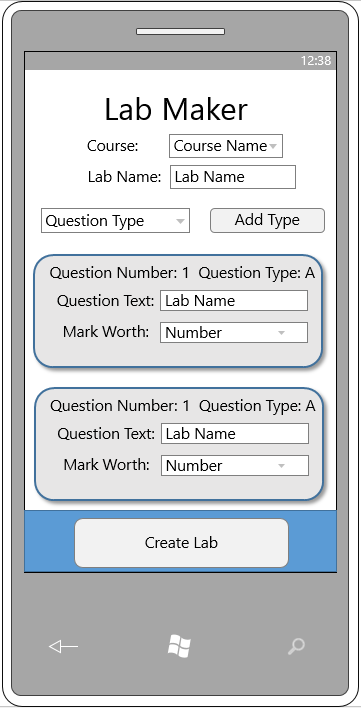 12:38
Lab Maker
Course: Course Name
Lab Name: Lab Name
Question Type Add Type
Question Number: 1 Question Type: A
Question Text: Lab Name
Mark Worth: Number
Question Number: 1 Question Type: A
Question Text: Lab Name
Mark Worth: Number
Create Lab